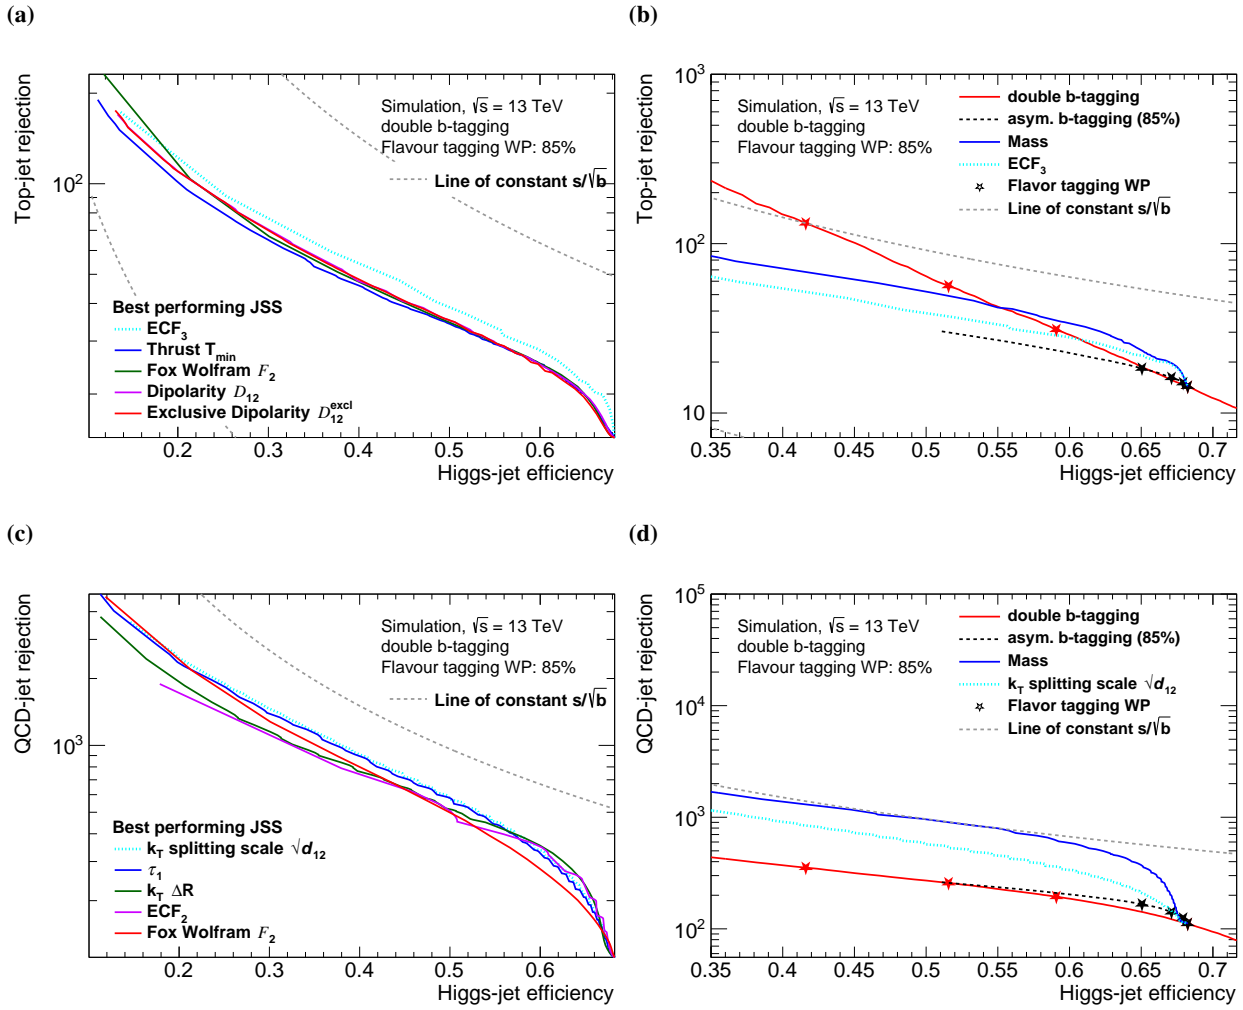 (a)
Top-jet rejection
10²
Simulation, √s = 13 TeV
double b-tagging
Flavour tagging WP: 85%
Line of constant s/√b
Best performing JSS
ECF₃
Thrust T_min
Fox Wolfram F₂
Dipolarity D₁₂
Exclusive Dipolarity D₁₂^excl
0.2 0.3 0.4 0.5 0.6
Higgs-jet efficiency
(b)
Top-jet rejection
10³
10²
10
Simulation, √s = 13 TeV
double b-tagging
Flavour tagging WP: 85%
double b-tagging
asym. b-tagging (85%)
Mass
ECF₃
Flavor tagging WP
Line of constant s/√b
0.35 0.4 0.45 0.5 0.55 0.6 0.65 0.7
Higgs-jet efficiency
(c)
QCD-jet rejection
10³
Simulation, √s = 13 TeV
double b-tagging
Flavour tagging WP: 85%
Line of constant s/√b
Best performing JSS
k_T splitting scale √d₁₂
τ₁
k_T ΔR
ECF₂
Fox Wolfram F₂
0.2 0.3 0.4 0.5 0.6
Higgs-jet efficiency
(d)
QCD-jet rejection
10⁵
10⁴
10³
10²
Simulation, √s = 13 TeV
double b-tagging
Flavour tagging WP: 85%
double b-tagging
asym. b-tagging (85%)
Mass
k_T splitting scale √d₁₂
Flavor tagging WP
Line of constant s/√b
0.35 0.4 0.45 0.5 0.55 0.6 0.65 0.7
Higgs-jet efficiency